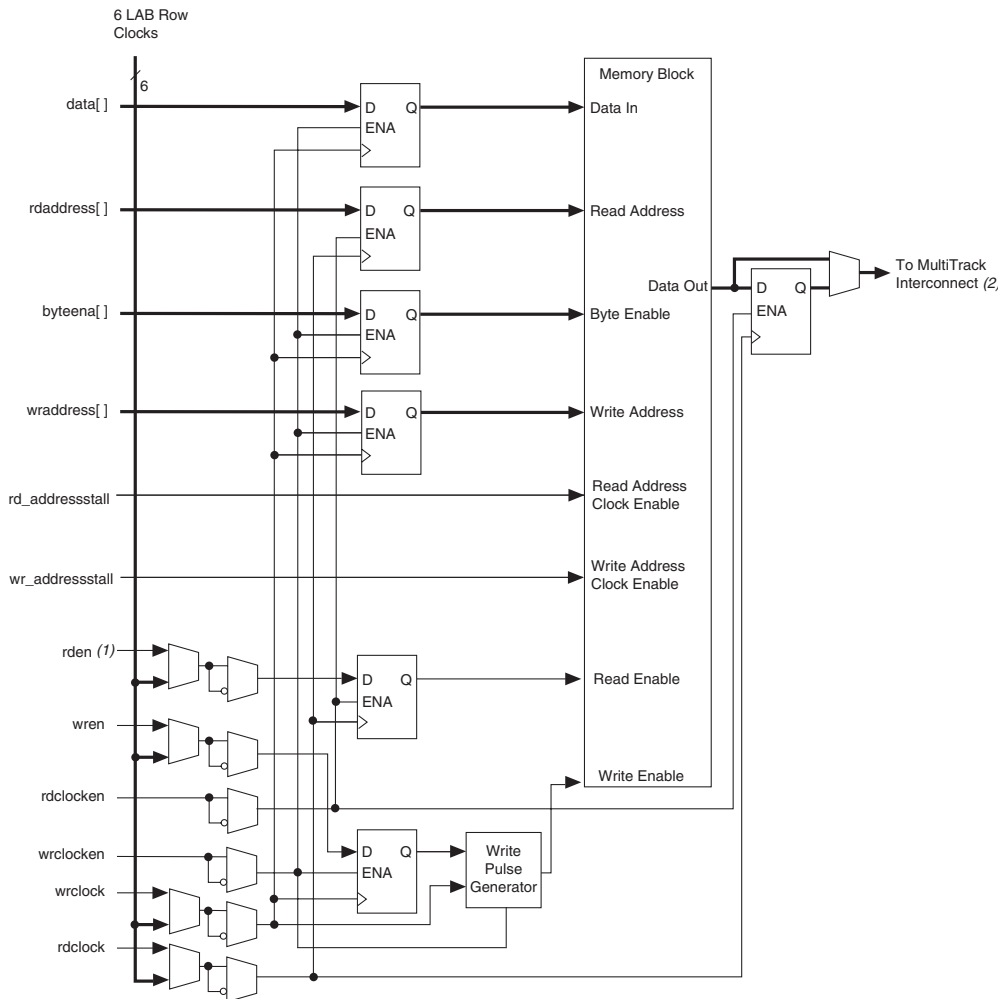 6 LAB Row
Clocks
6
Memory Block
data[ ]
D Q
ENA
Data In
rdaddress[ ]
D Q
ENA
Read Address
To MultiTrack
Interconnect (2)
Data Out
D Q
ENA
byteena[ ]
D Q
ENA
Byte Enable
wraddress[ ]
D Q
ENA
Write Address
rd_addressstall
Read Address
Clock Enable
wr_addressstall
Write Address
Clock Enable
rden (1)
D Q
ENA
Read Enable
wren
Write Enable
rdclocken
wrclocken
D Q
ENA
Write
Pulse
Generator
wrclock
rdclock